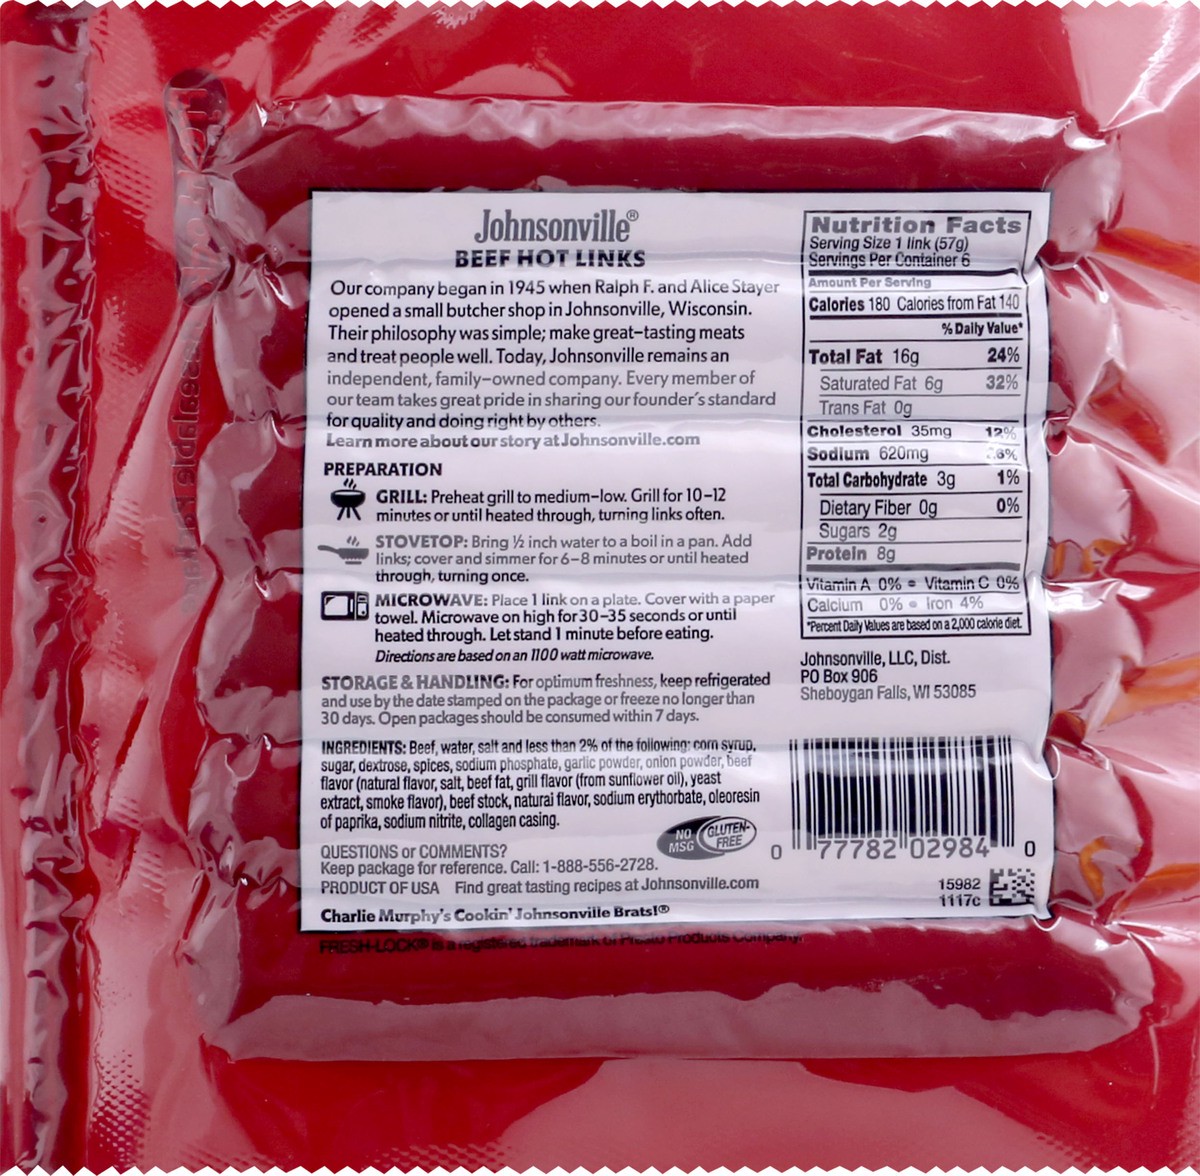 Johnsonville®
BEEF HOT LINKS
Our company began in 1945 when Ralph F. and Alice Stayer
opened a small butcher shop in Johnsonville, Wisconsin.
Their philosophy was simple; make great-tasting meats
and treat people well. Today, Johnsonville remains an
independent, family-owned company. Every member of
our team takes great pride in sharing our founder's standard
for quality and doing right by others.
Learn more about our story at Johnsonville.com
PREPARATION
GRILL: Preheat grill to medium-low. Grill for 10-12
minutes or until heated through, turning links often.
STOVETOP: Bring ½ inch water to a boil in a pan. Add
links; cover and simmer for 6-8 minutes or until heated
through, turning once.
MICROWAVE: Place 1 link on a plate. Cover with a paper
towel. Microwave on high for 30-35 seconds or until
heated through. Let stand 1 minute before eating.
Directions are based on an 1100 watt microwave.
STORAGE & HANDLING: For optimum freshness, keep refrigerated
and use by the date stamped on the package or freeze no longer than
30 days. Open packages should be consumed within 7 days.
INGREDIENTS: Beef, water, salt and less than 2% of the following: corn syrup,
sugar, dextrose, spices, sodium phosphate, garlic powder, onion powder, beef
flavor (natural flavor, salt, beef fat, grill flavor (from sunflower oil), yeast
extract, smoke flavor), beef stock, natural flavor, sodium erythorbate, oleoresin
of paprika, sodium nitrite, collagen casing.
NO
MSG
GLUTEN-
FREE
QUESTIONS or COMMENTS?
Keep package for reference. Call: 1-888-556-2728.
PRODUCT OF USA Find great tasting recipes at Johnsonville.com
Charlie Murphy's Cookin' Johnsonville Brats!®
FRESH-LOCK® is a registered trademark of Presto Products Company.
Nutrition Facts
Serving Size 1 link (57g)
Servings Per Container 6
Amount Per Serving
Calories 180 Calories from Fat 140
% Daily Value*
Total Fat 16g 24%
Saturated Fat 6g 32%
Trans Fat 0g
Cholesterol 35mg 12%
Sodium 620mg
Total Carbohydrate 3g 1%
Dietary Fiber 0g 0%
Sugars 2g
Protein 8g
Vitamin A 0% • Vitamin C 0%
Calcium 0% • Iron 4%
*Percent Daily Values are based on a 2,000 calorie diet.
Johnsonville, LLC, Dist.
PO Box 906
Sheboygan Falls, WI 53085
0 77782 02984 0
15982
1117c